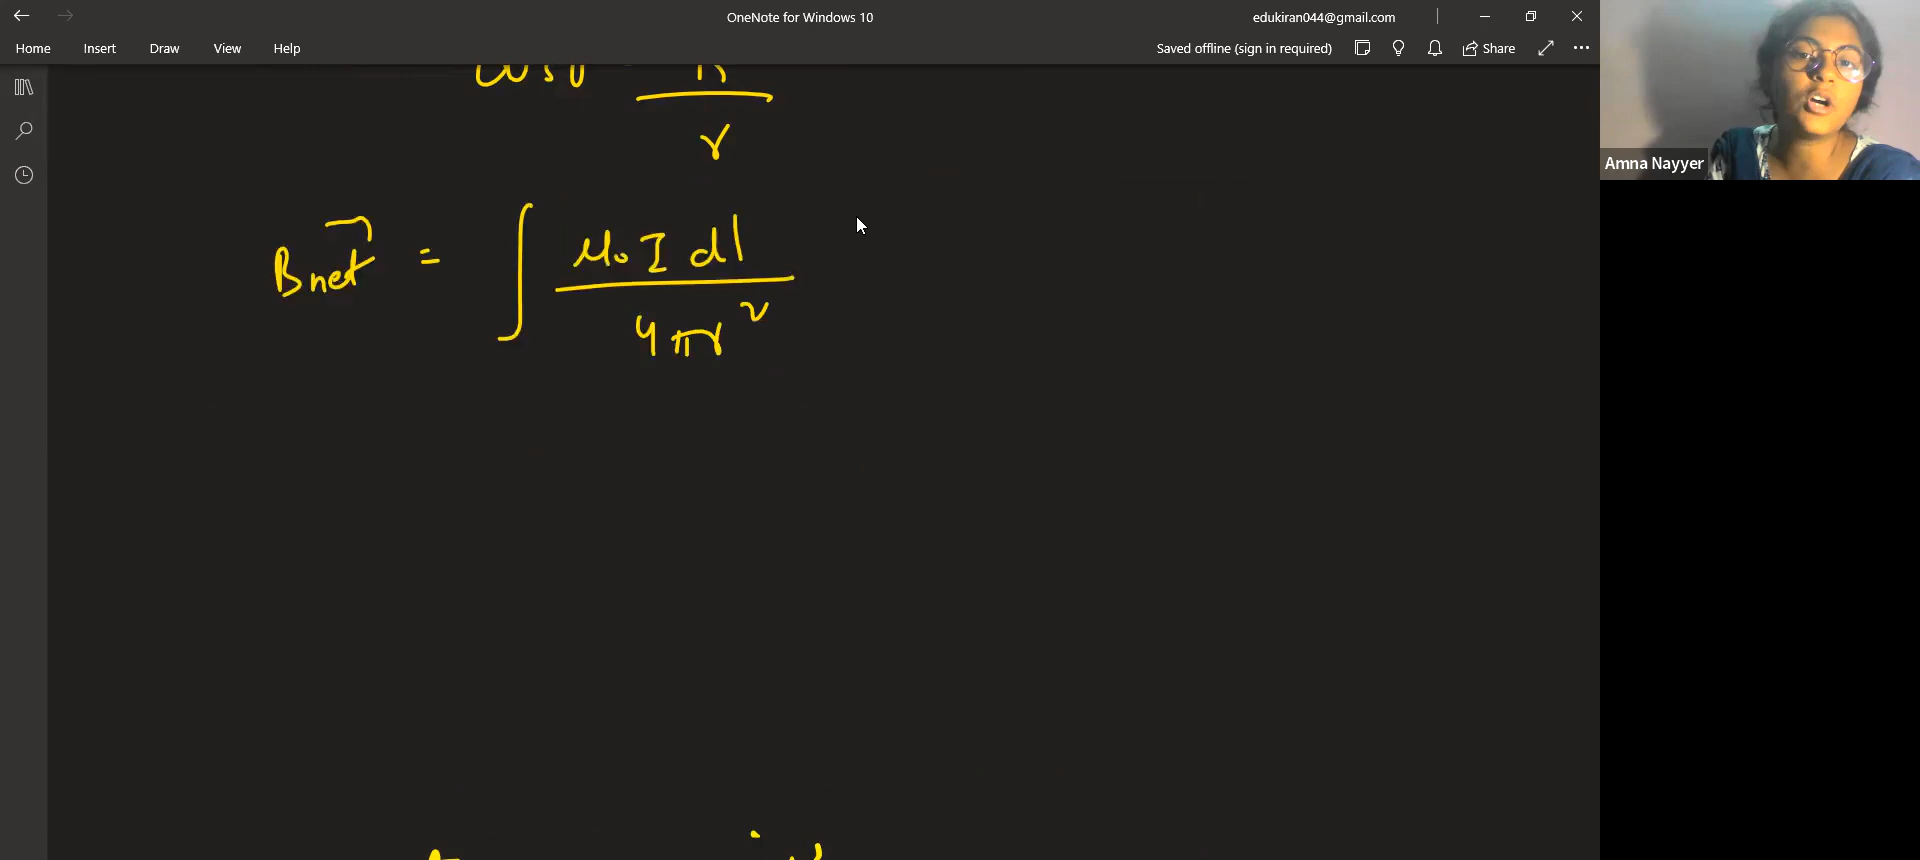 OneNote for Windows 10
edukiran044@gmail.com
Home Insert Draw View Help
Saved offline (sign in required)
Share
Amna Nayyer
r
Bnet = ∫ μ₀ I dl
4πr²